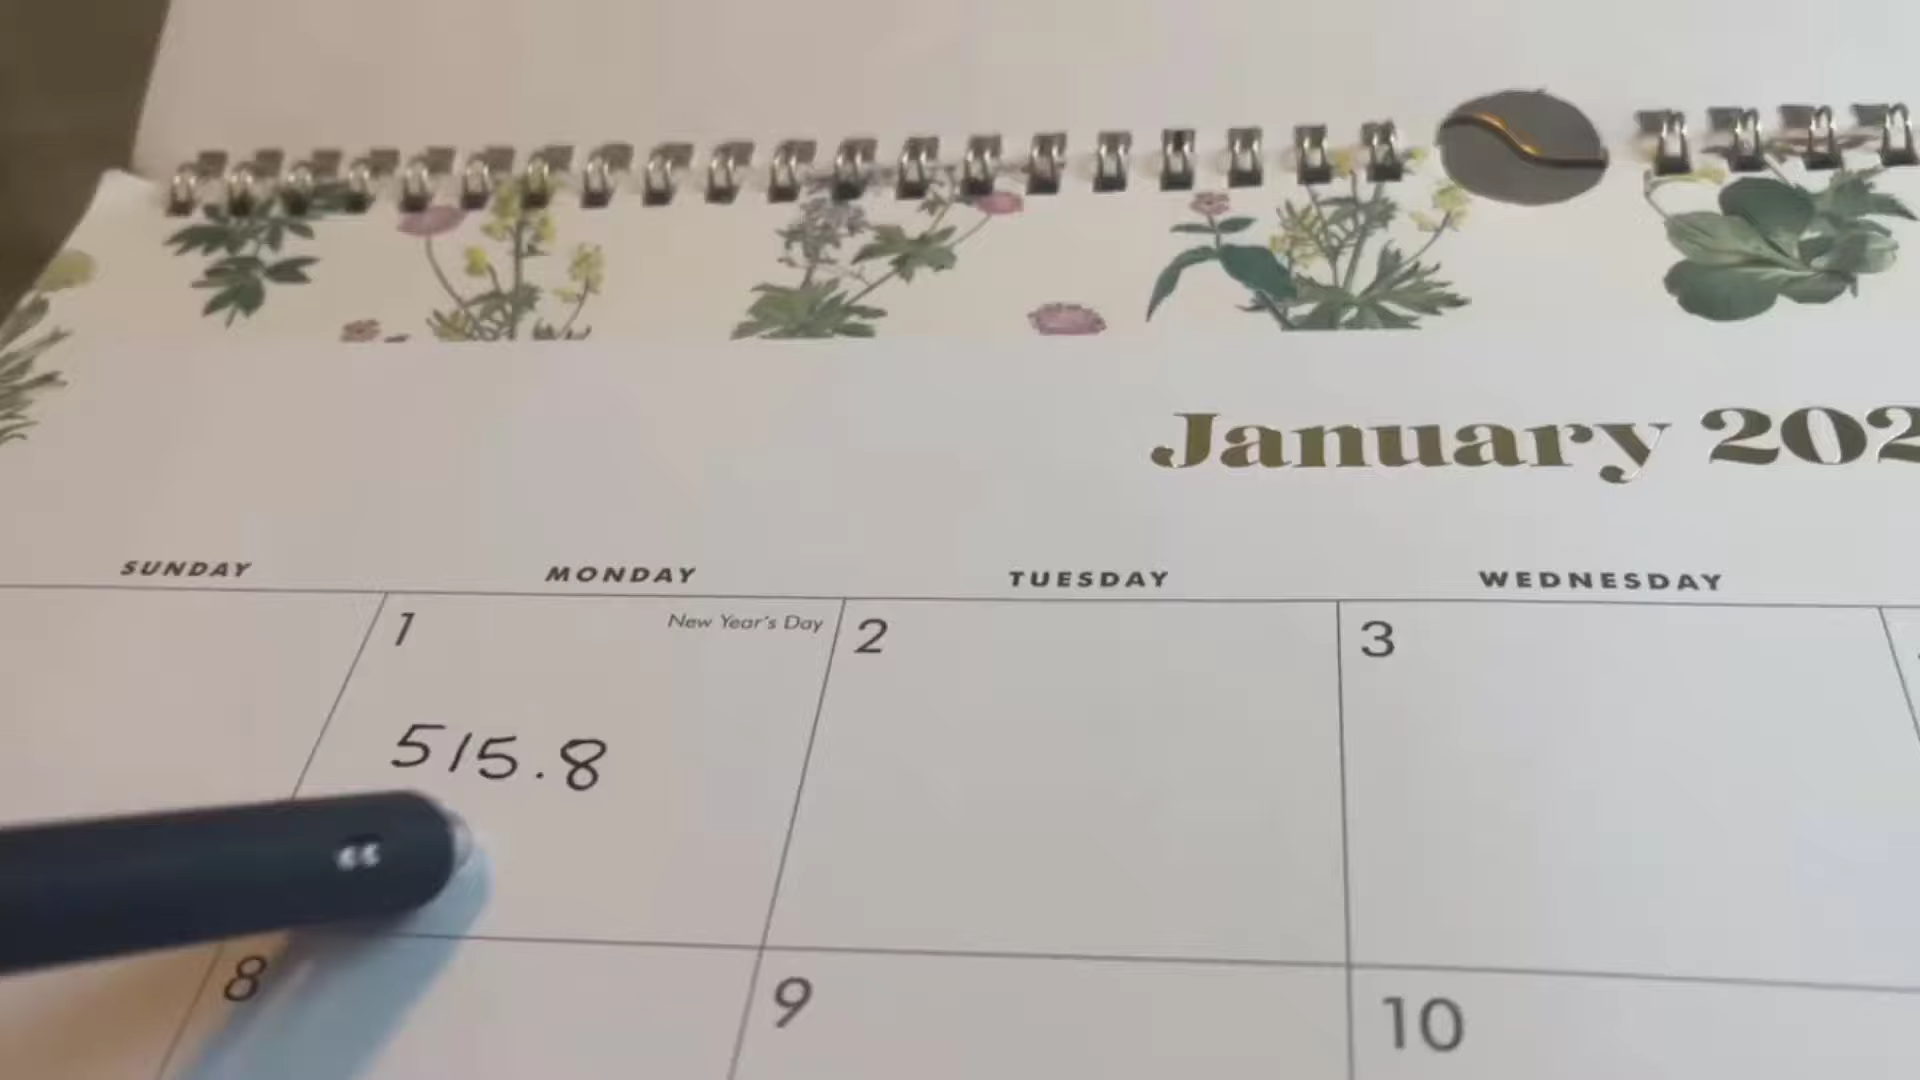 January 202
SUNDAY MONDAY TUESDAY WEDNESDAY
1 New Year's Day 2 3
515.8
8 9 10